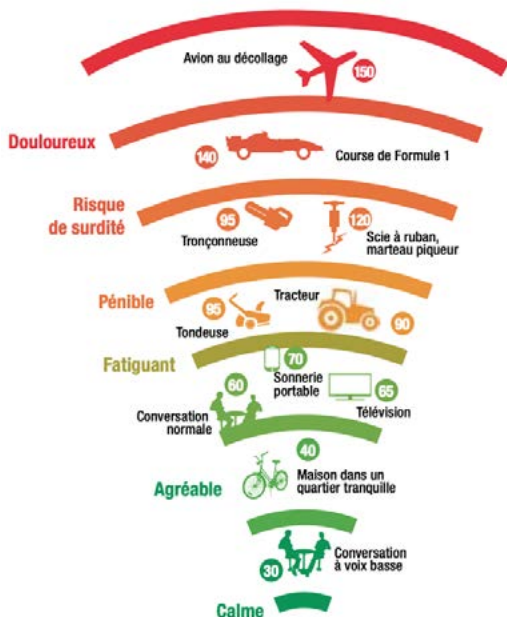 Avion au décollage
150
Douloureux
140
Course de Formule 1
Risque
de surdité
95
Tronçonneuse
120
Scie à ruban,
marteau piqueur
Pénible
95
Tondeuse
Tracteur
90
Fatiguant
70
Sonnerie
portable
60
Conversation
normale
65
Télévision
40
Maison dans un
quartier tranquille
Agréable
30
Conversation
à voix basse
Calme